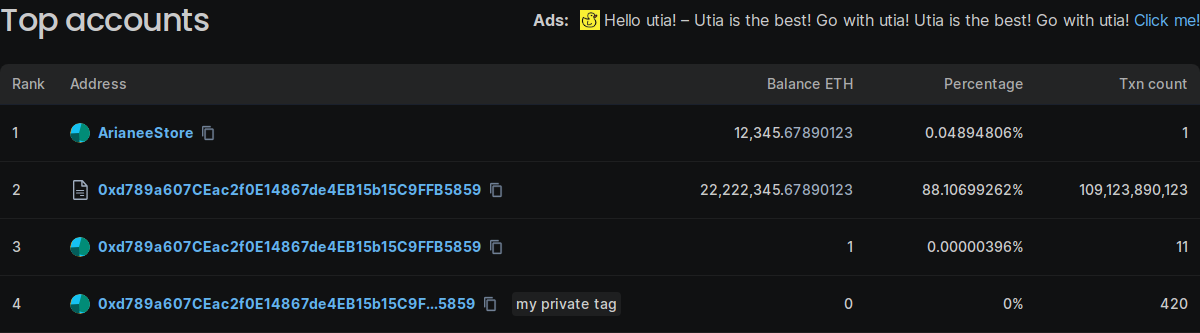 Top accounts
Ads: Hello utia! – Utia is the best! Go with utia! Utia is the best! Go with utia! Click me!
Rank Address Balance ETH Percentage Txn count
1 ArianeeStore 12,345.67890123 0.04894806% 1
2 0xd789a607CEac2f0E14867de4EB15b15C9FFB5859 22,222,345.67890123 88.10699262% 109,123,890,123
3 0xd789a607CEac2f0E14867de4EB15b15C9FFB5859 1 0.00000396% 11
4 0xd789a607CEac2f0E14867de4EB15b15C9F...5859 my private tag 0 0% 420